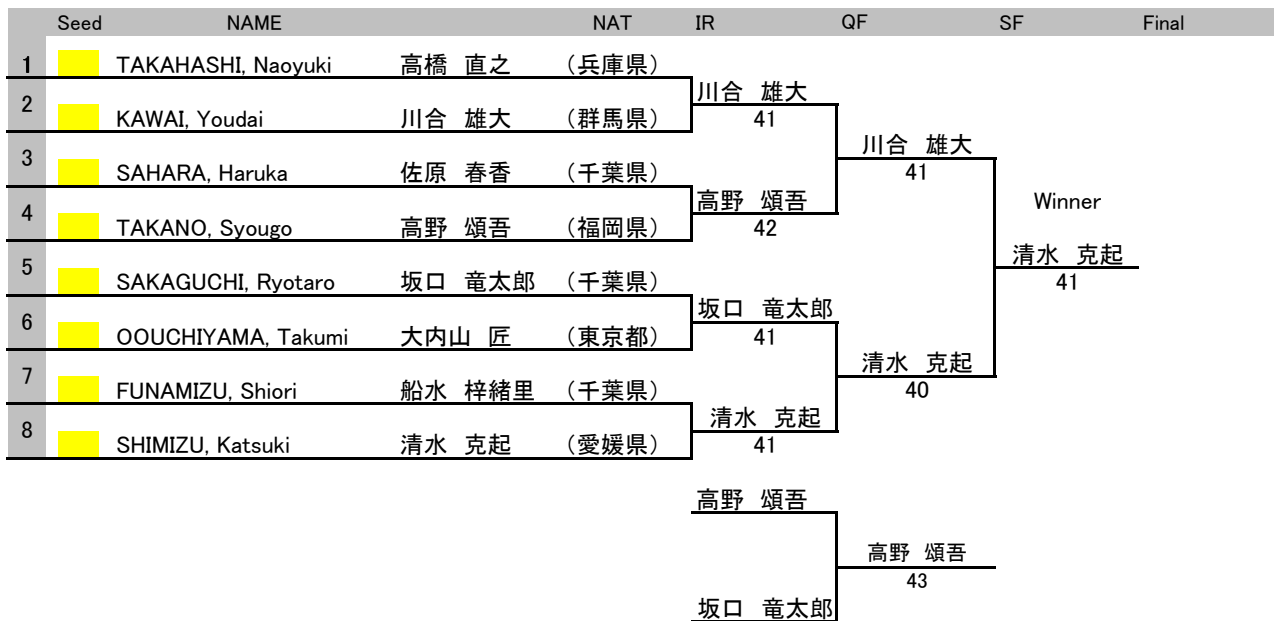 Seed NAME NAT IR QF SF Final
1 TAKAHASHI, Naoyuki 高橋 直之 (兵庫県)
川合 雄大
2 KAWAI, Youdai 川合 雄大 (群馬県) 41
川合 雄大
3 SAHARA, Haruka 佐原 春香 (千葉県) 41
高野 頌吾 Winner
4 TAKANO, Syougo 高野 頌吾 (福岡県) 42
清水 克起
5 SAKAGUCHI, Ryotaro 坂口 竜太郎 (千葉県) 41
坂口 竜太郎
6 OOUCHIYAMA, Takumi 大内山 匠 (東京都) 41
清水 克起
7 FUNAMIZU, Shiori 船水 梓緒里 (千葉県) 40
清水 克起
8 SHIMIZU, Katsuki 清水 克起 (愛媛県) 41
高野 頌吾
高野 頌吾
43
坂口 竜太郎